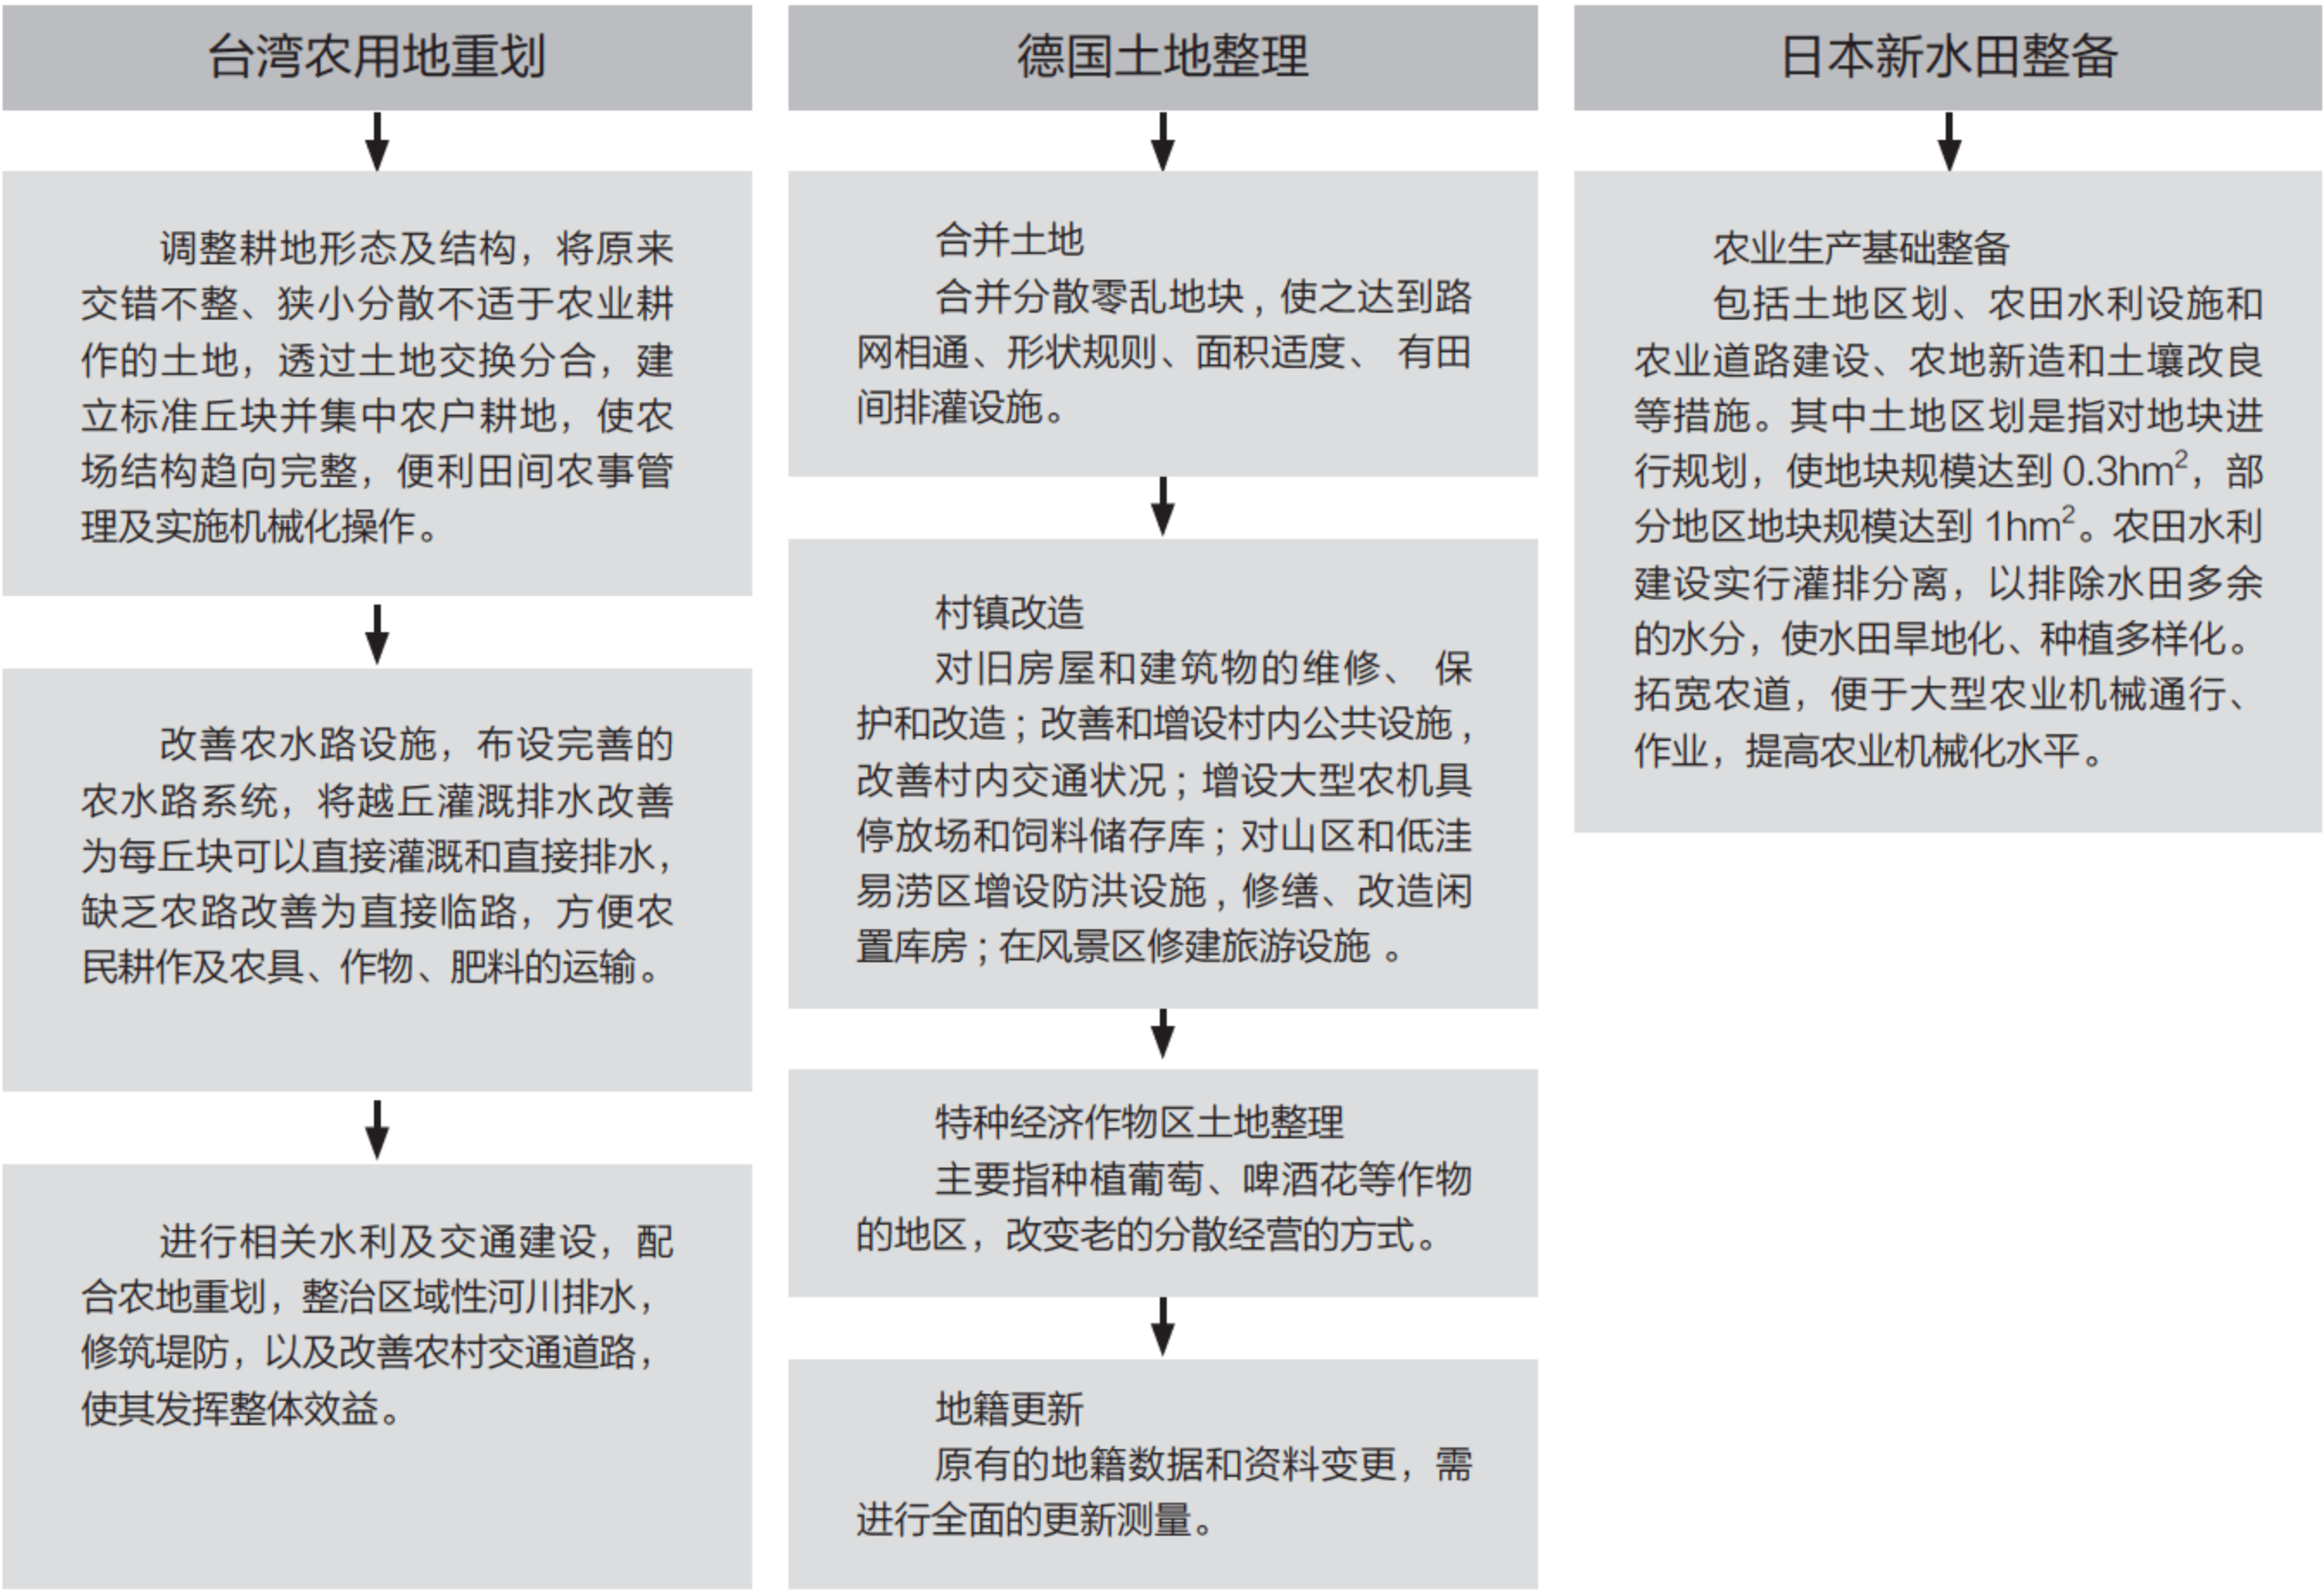 台湾农用地重划
调整耕地形态及结构，将原来
交错不整、狭小分散不适于农业耕
作的土地，透过土地交换分合，建
立标准丘块并集中农户耕地，使农
场结构趋向完整，便利田间农事管
理及实施机械化操作。
改善农水路设施，布设完善的
农水路系统，将越丘灌溉排水改善
为每丘块可以直接灌溉和直接排水，
缺乏农路改善为直接临路，方便农
民耕作及农具、作物、肥料的运输。
进行相关水利及交通建设，配
合农地重划，整治区域性河川排水，
修筑堤防，以及改善农村交通道路，
使其发挥整体效益。
德国土地整理
合并土地
合并分散零乱地块，使之达到路
网相通、形状规则、面积适度、 有田
间排灌设施。
村镇改造
对旧房屋和建筑物的维修、 保
护和改造；改善和增设村内公共设施，
改善村内交通状况；增设大型农机具
停放场和饲料储存库；对山区和低洼
易涝区增设防洪设施，修缮、改造闲
置库房；在风景区修建旅游设施 。
特种经济作物区土地整理
主要指种植葡萄、啤酒花等作物
的地区，改变老的分散经营的方式。
地籍更新
原有的地籍数据和资料变更，需
进行全面的更新测量。
日本新水田整备
农业生产基础整备
包括土地区划、农田水利设施和
农业道路建设、农地新造和土壤改良
等措施。其中土地区划是指对地块进
行规划，使地块规模达到 0.3hm²，部
分地区地块规模达到 1hm²。农田水利
建设实行灌排分离，以排除水田多余
的水分，使水田旱地化、种植多样化。
拓宽农道，便于大型农业机械通行、
作业，提高农业机械化水平。